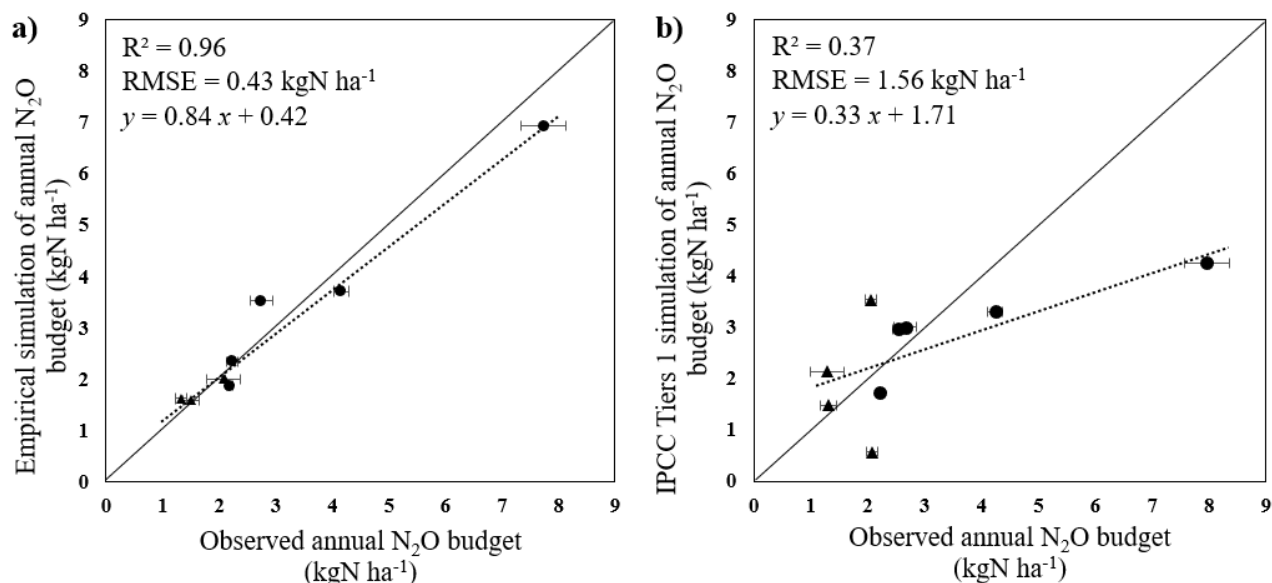 a)
R² = 0.96
RMSE = 0.43 kgN ha⁻¹
y = 0.84 x + 0.42
Empirical simulation of annual N₂O
budget (kgN ha⁻¹)
9
8
7
6
5
4
3
2
1
0
0 1 2 3 4 5 6 7 8 9
Observed annual N₂O budget
(kgN ha⁻¹)
b)
R² = 0.37
RMSE = 1.56 kgN ha⁻¹
y = 0.33 x + 1.71
IPCC Tiers 1 simulation of annual N₂O
budget (kgN ha⁻¹)
9
8
7
6
5
4
3
2
1
0
0 1 2 3 4 5 6 7 8 9
Observed annual N₂O budget
(kgN ha⁻¹)